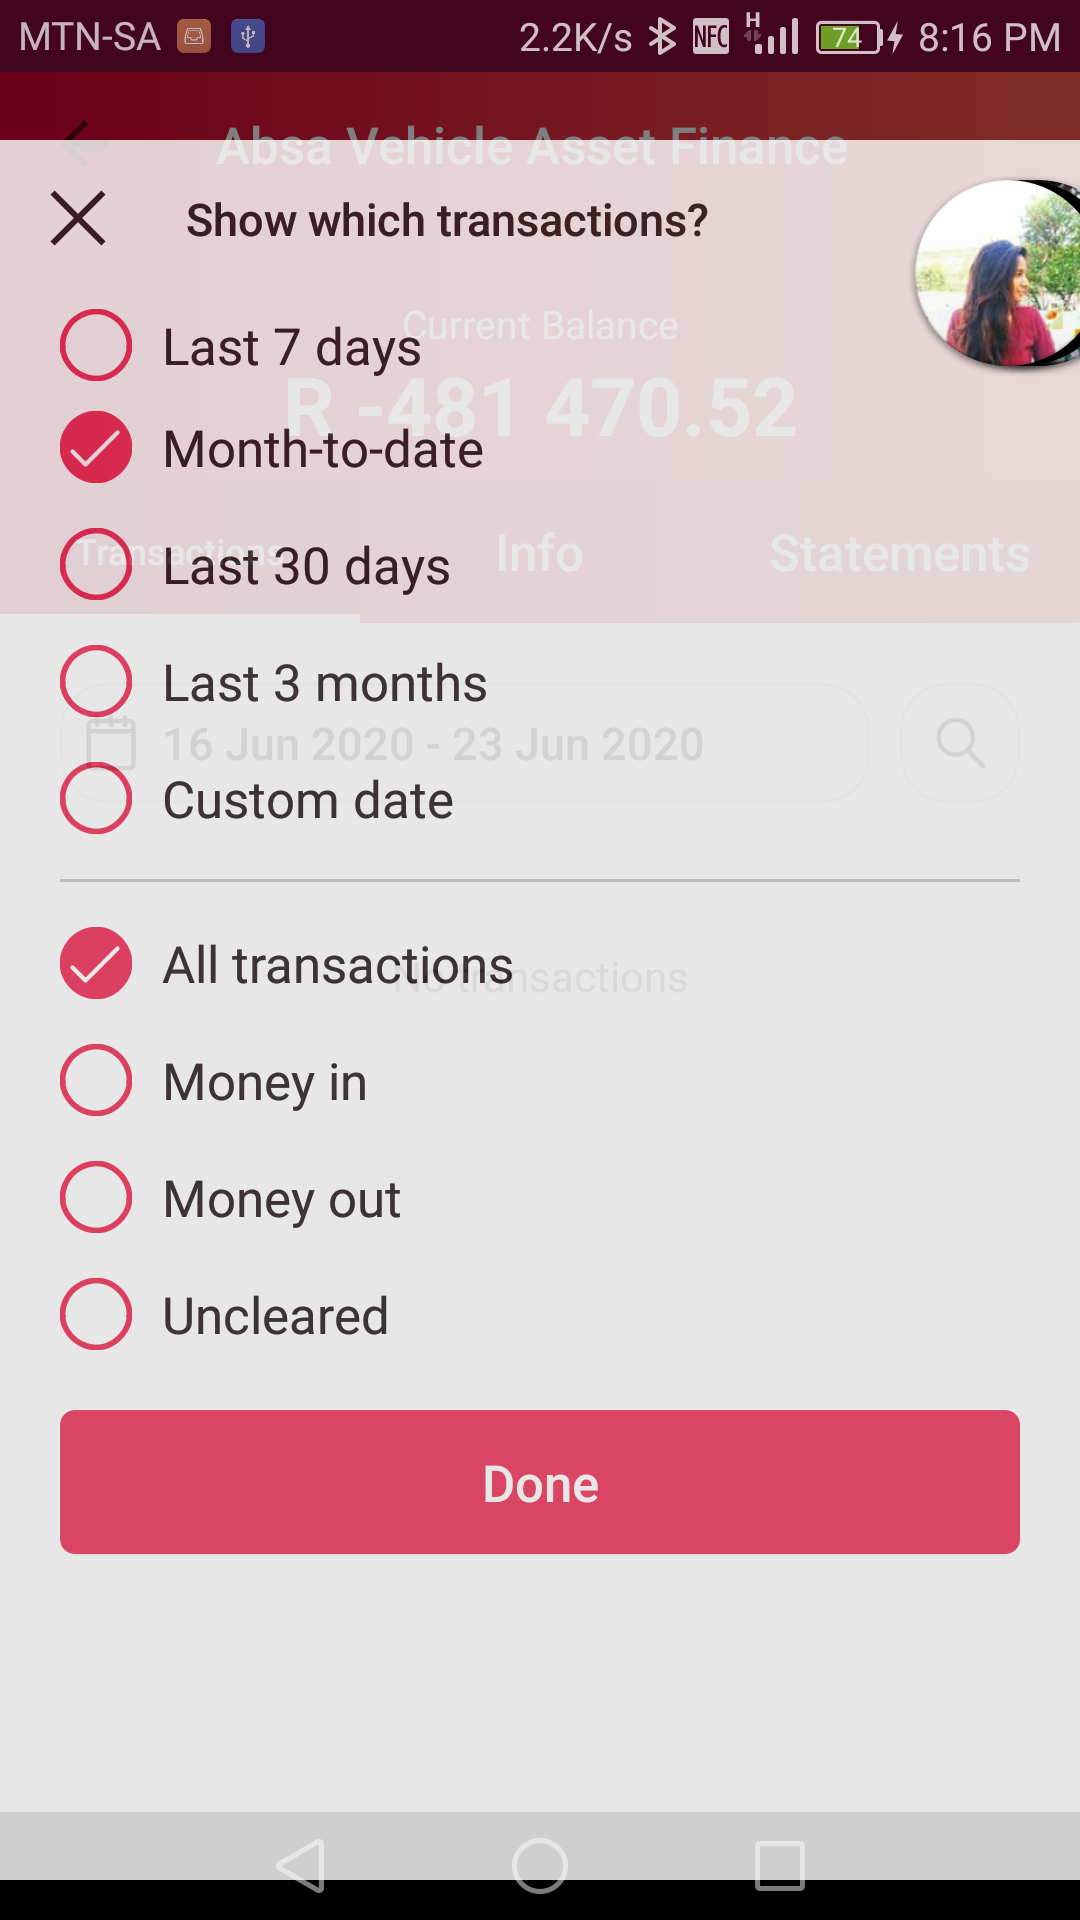 MTN-SA 2.2K/s NFC H 74 8:16 PM
Absa Vehicle Asset Finance
Show which transactions?
Current Balance
Last 7 days
R -481 470.52
Month-to-date
Transactions Info Statements
Last 30 days
Last 3 months
16 Jun 2020 - 23 Jun 2020
Custom date
All transactions
No transactions
Money in
Money out
Uncleared
Done